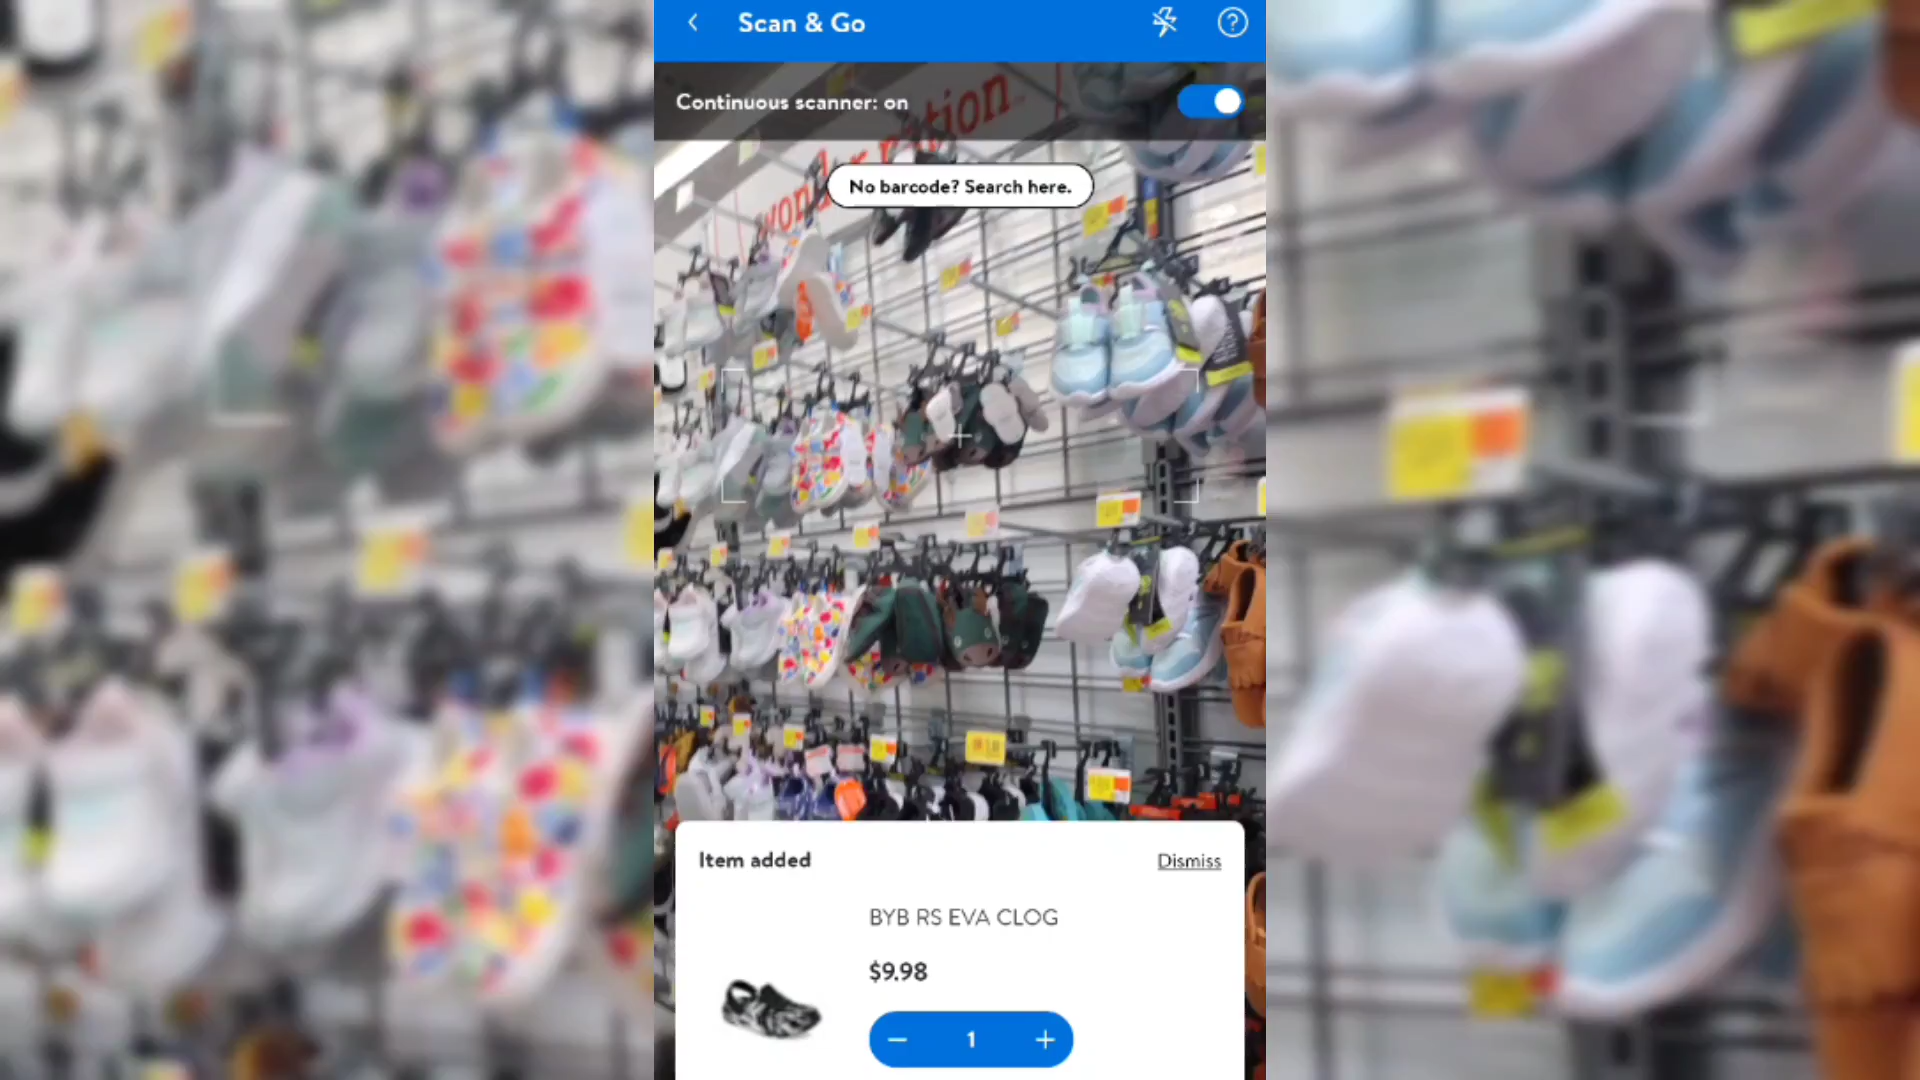 Scan & Go
Continuous scanner: on
No barcode? Search here.
Item added
Dismiss
BYB RS EVA CLOG
$9.98
1